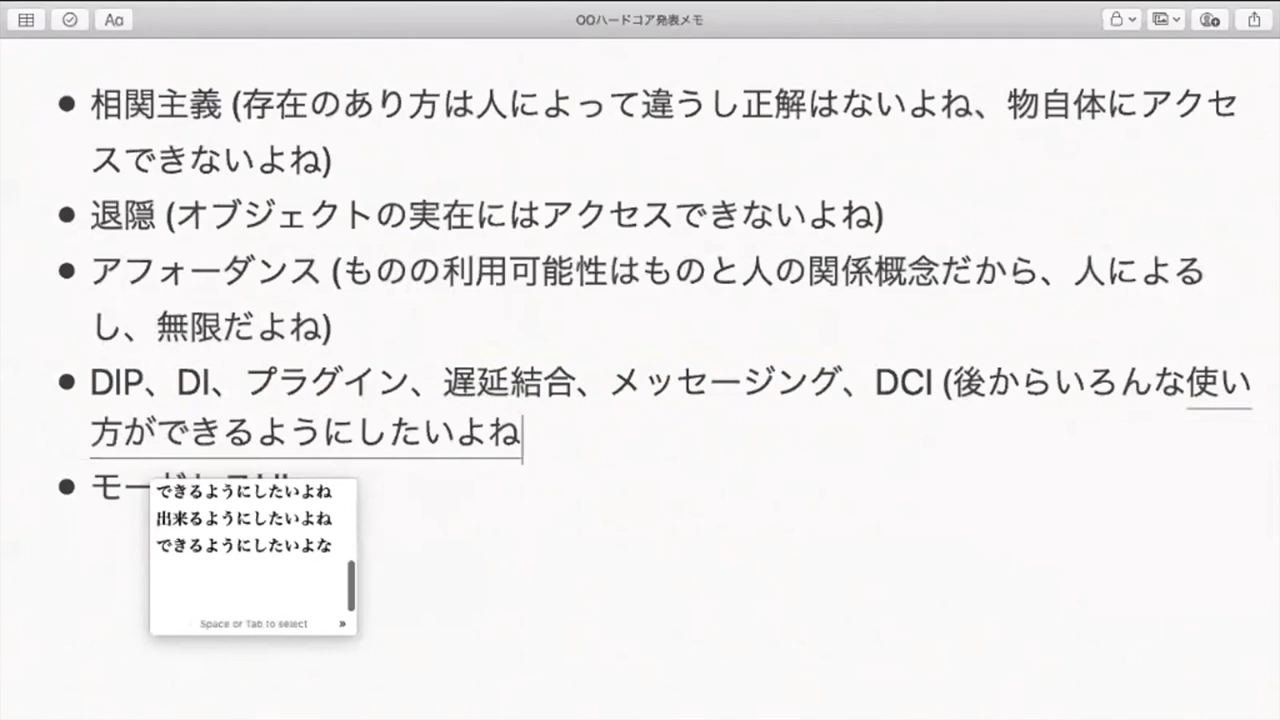 Aa
OOハードコア発表メモ
● 相関主義 (存在のあり方は人によって違うし正解はないよね、物自体にアクセ
スできないよね)
● 退隠 (オブジェクトの実在にはアクセスできないよね)
● アフォーダンス (ものの利用可能性はものと人の関係概念だから、人による
し、無限だよね)
● DIP、DI、プラグイン、遅延結合、メッセージング、DCI (後からいろんな使い
方ができるようにしたいよね
● モー
できるようにしたいよね
出来るようにしたいよね
できるようにしたいよな
Space or Tab to select »